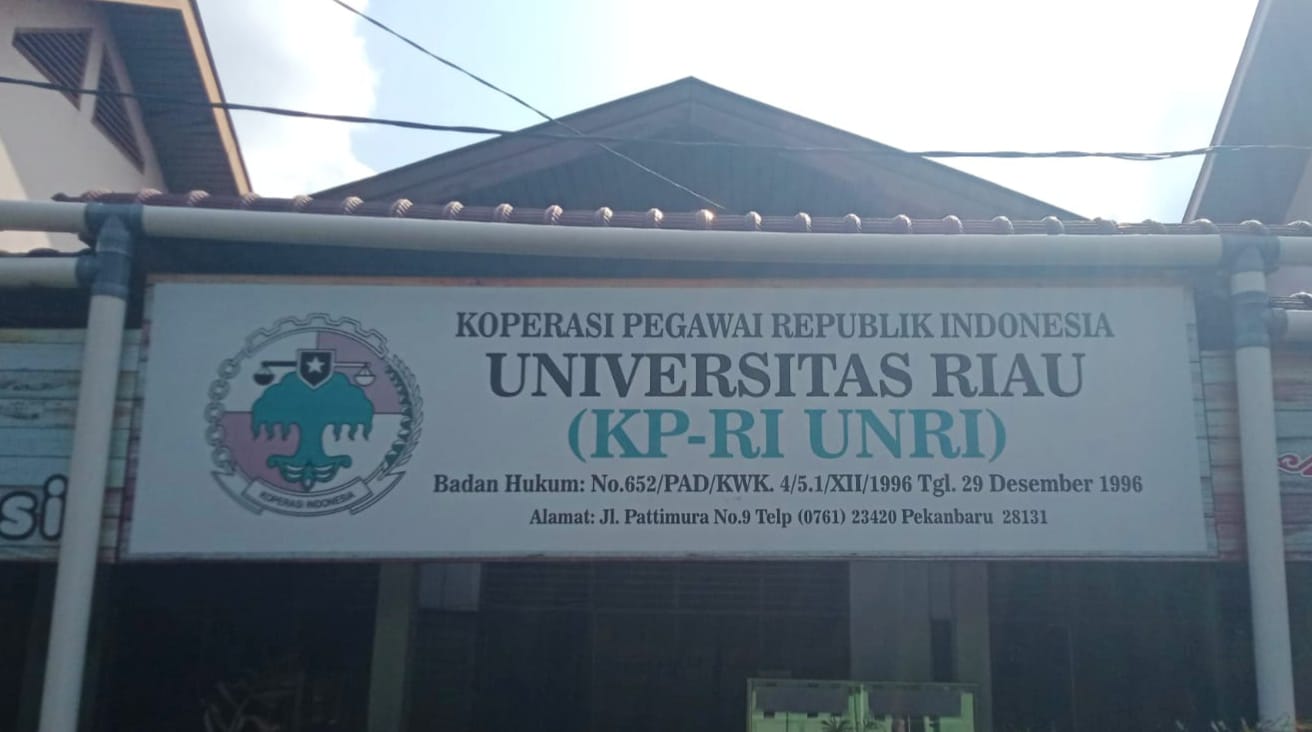 KOPERASI PEGAWAI REPUBLIK INDONESIA
UNIVERSITAS RIAU
(KP-RI UNRI)
Badan Hukum: No.652/PAD/KWK. 4/5.1/XII/1996 Tgl. 29 Desember 1996
Alamat: Jl. Pattimura No.9 Telp (0761) 23420 Pekanbaru 28131
KOPERASI INDONESIA
si